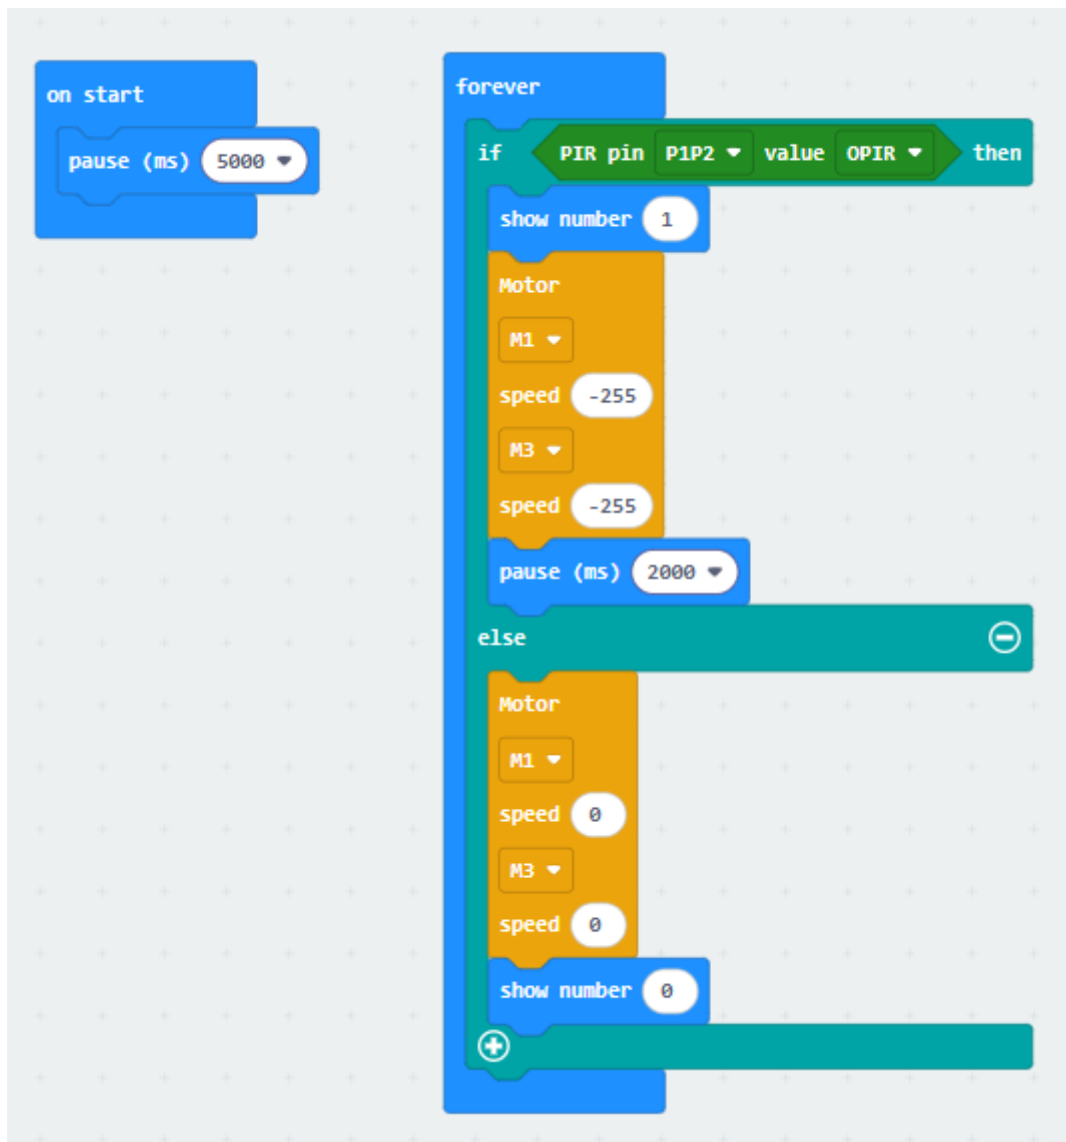 on start
pause (ms) 5000
forever
if PIR pin P1P2 value OPIR then
show number 1
Motor
M1
speed -255
M3
speed -255
pause (ms) 2000
else
Motor
M1
speed 0
M3
speed 0
show number 0